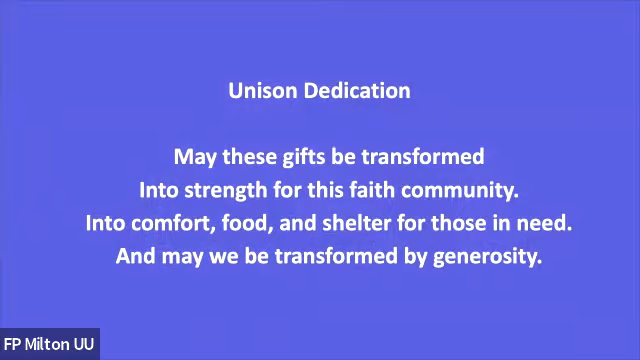 Unison Dedication
May these gifts be transformed
Into strength for this faith community.
Into comfort, food, and shelter for those in need.
And may we be transformed by generosity.
FP Milton UU